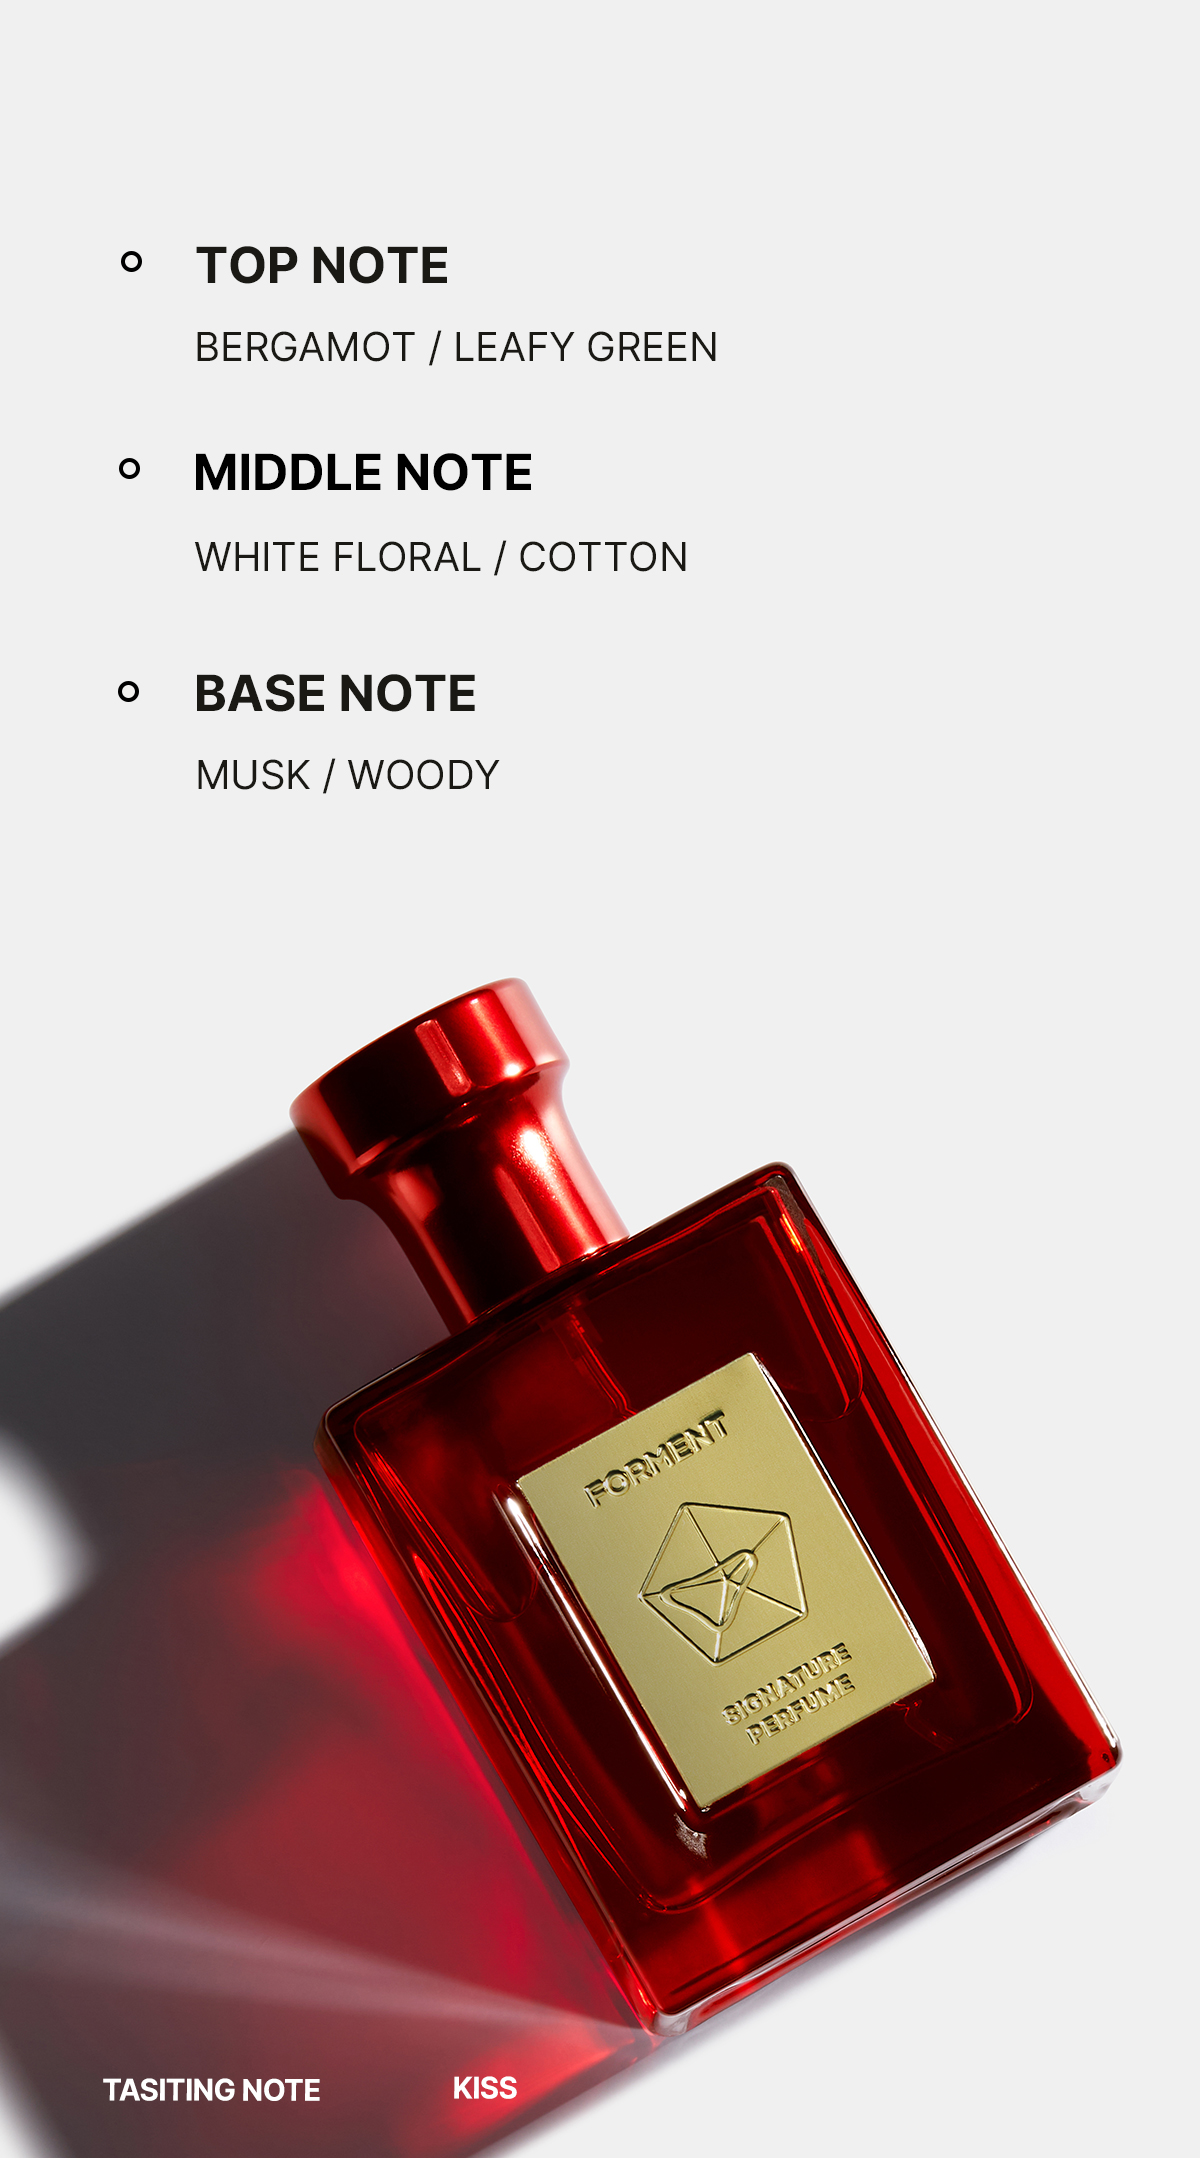 TOP NOTE
BERGAMOT / LEAFY GREEN
MIDDLE NOTE
WHITE FLORAL / COTTON
BASE NOTE
MUSK / WOODY
FORMENT
SIGNATURE
PERFUME
TASITING NOTE KISS